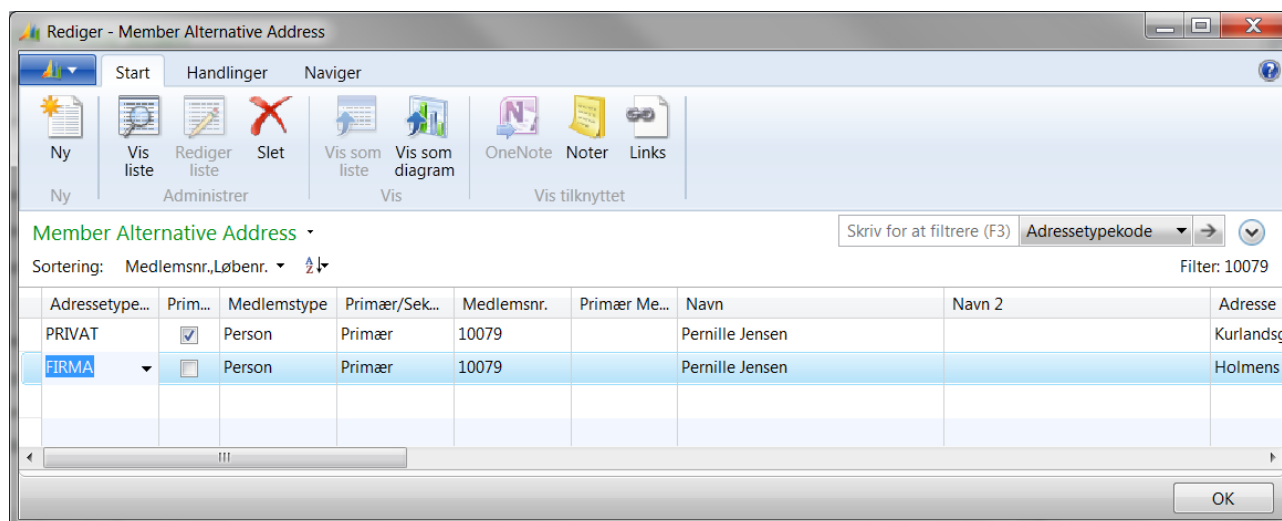 Rediger - Member Alternative Address
Start Handlinger Naviger
Ny Vis liste Rediger liste Slet Vis som liste Vis som diagram OneNote Noter Links
Ny Administrer Vis Vis tilknyttet
Member Alternative Address Skriv for at filtrere (F3) Adressetypekode
Sortering: Medlemsnr.,Løbenr. Filter: 10079
Adressetype... Prim... Medlemstype Primær/Sek... Medlemsnr. Primær Me... Navn Navn 2 Adresse
PRIVAT Person Primær 10079 Pernille Jensen Kurlandsg
FIRMA Person Primær 10079 Pernille Jensen Holmens
OK